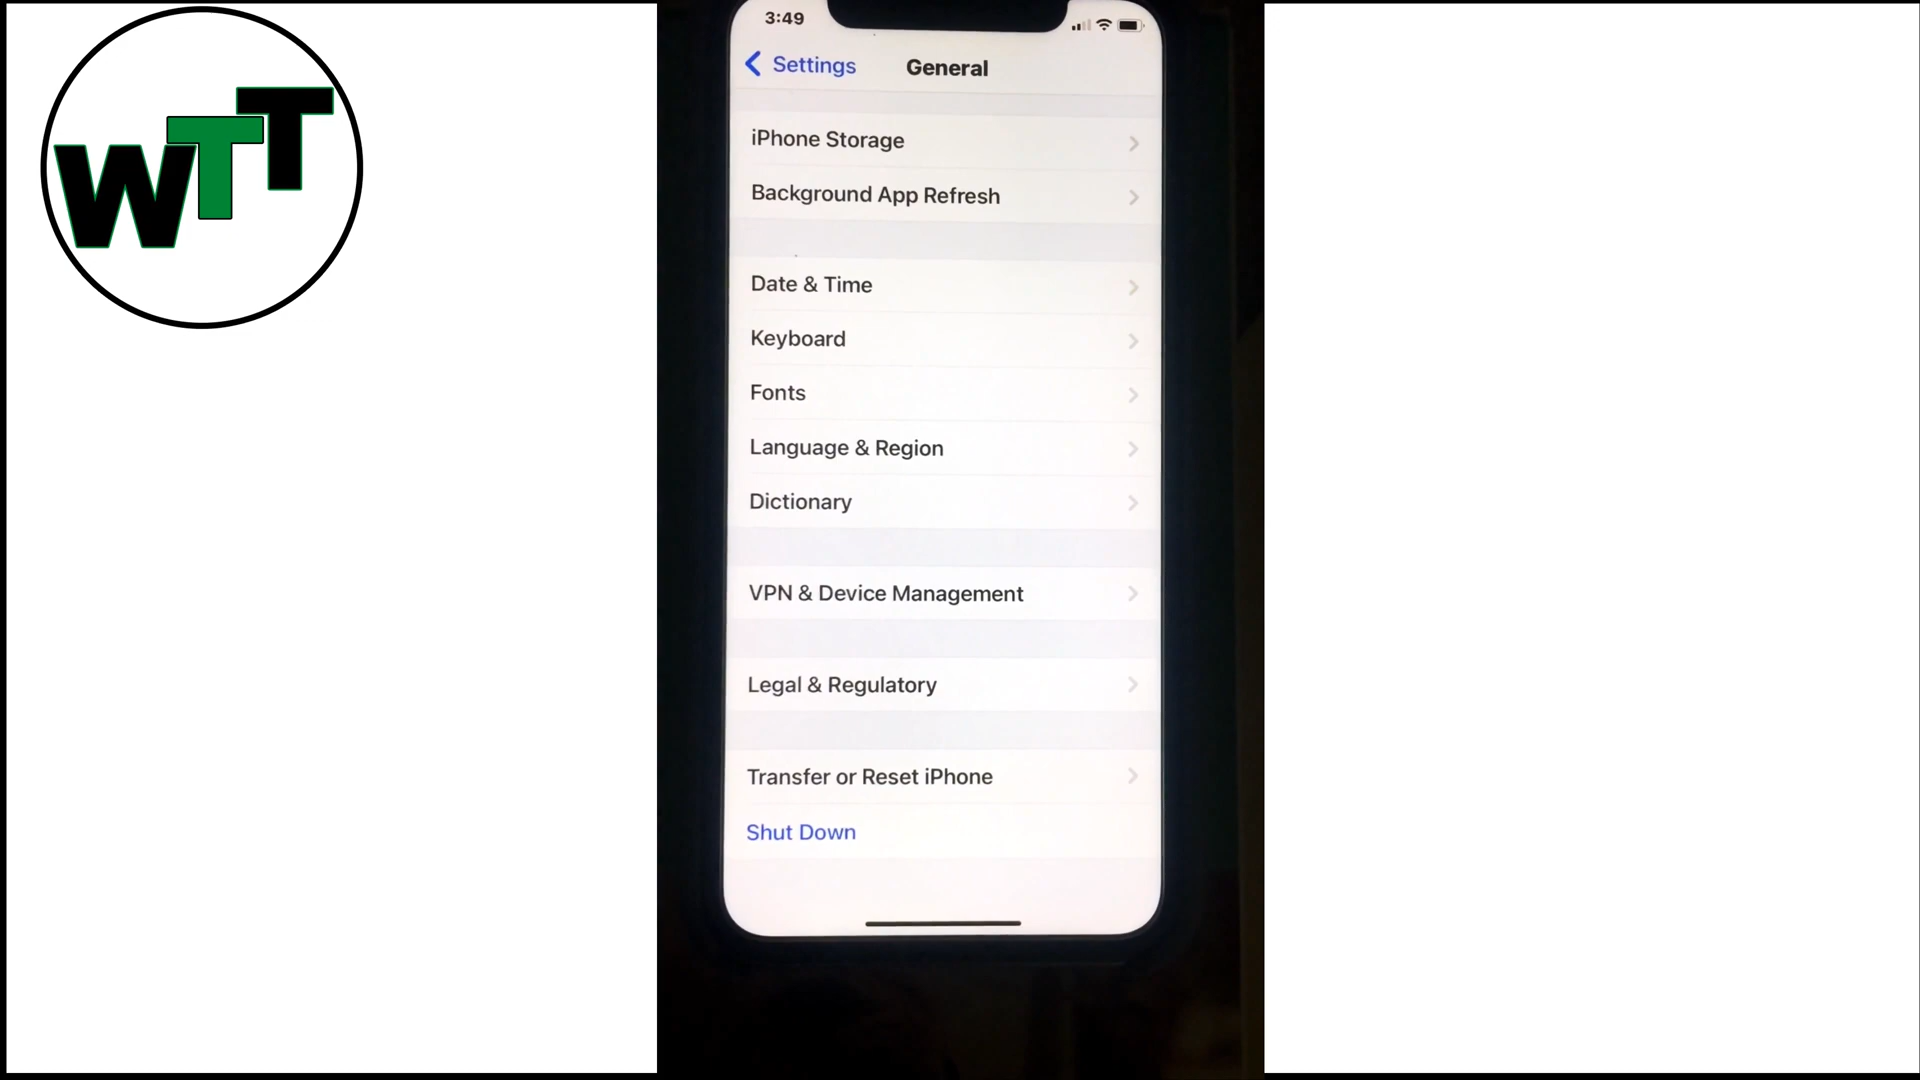 WTT
3:49
Settings
General
iPhone Storage
Background App Refresh
Date & Time
Keyboard
Fonts
Language & Region
Dictionary
VPN & Device Management
Legal & Regulatory
Transfer or Reset iPhone
Shut Down